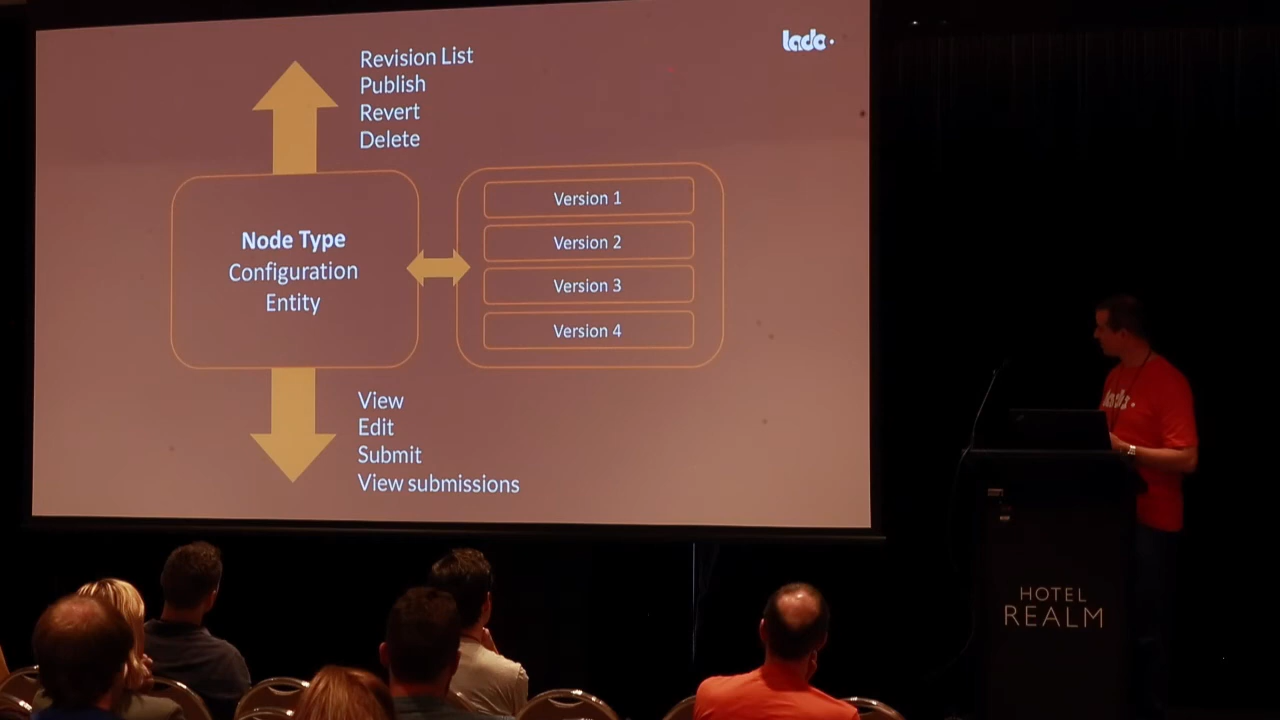 lada.
Revision List
Publish
Revert
Delete
Node Type
Configuration
Entity
Version 1
Version 2
Version 3
Version 4
View
Edit
Submit
View submissions
HOTEL
REALM